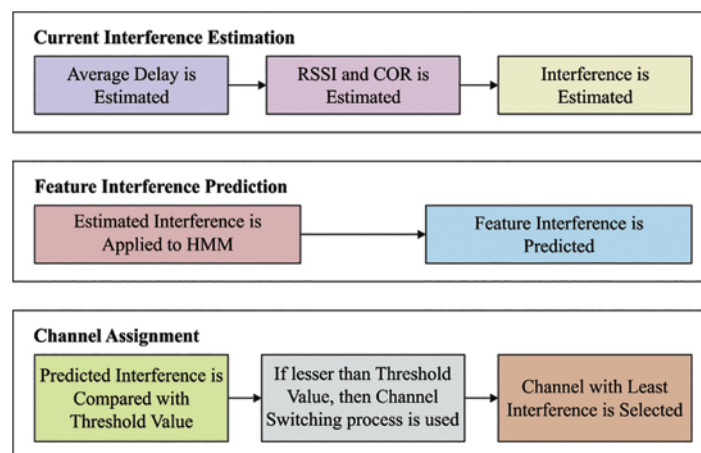 Current Interference Estimation
Average Delay is
Estimated
RSSI and COR is
Estimated
Interference is
Estimated
Feature Interference Prediction
Estimated Interference is
Applied to HMM
Feature Interference is
Predicted
Channel Assignment
Predicted Interference is
Compared with
Threshold Value
If lesser than Threshold
Value, then Channel
Switching process is used
Channel with Least
Interference is Selected